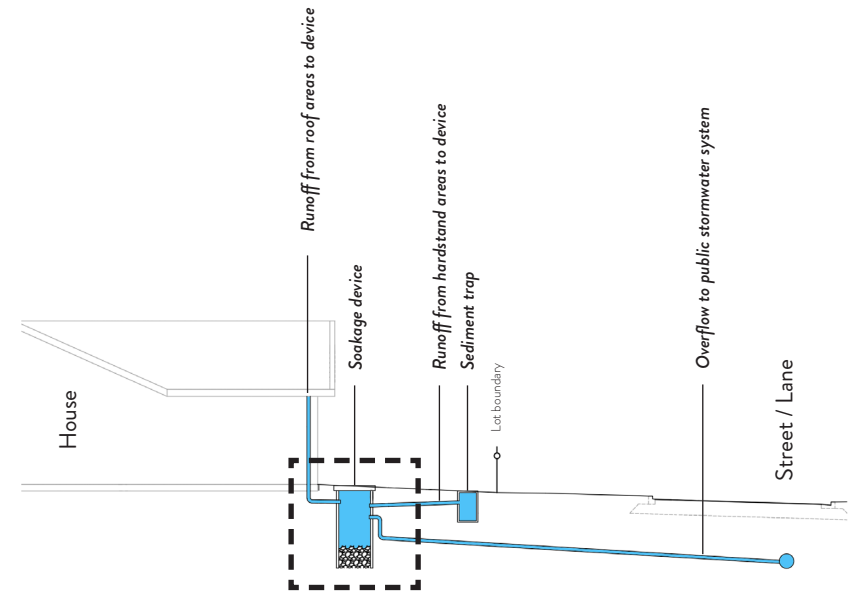 House
Runoff from roof areas to device
Soakage device
Runoff from hardstand areas to device
Sediment trap
Lot boundary
Overflow to public stormwater system
Street / Lane